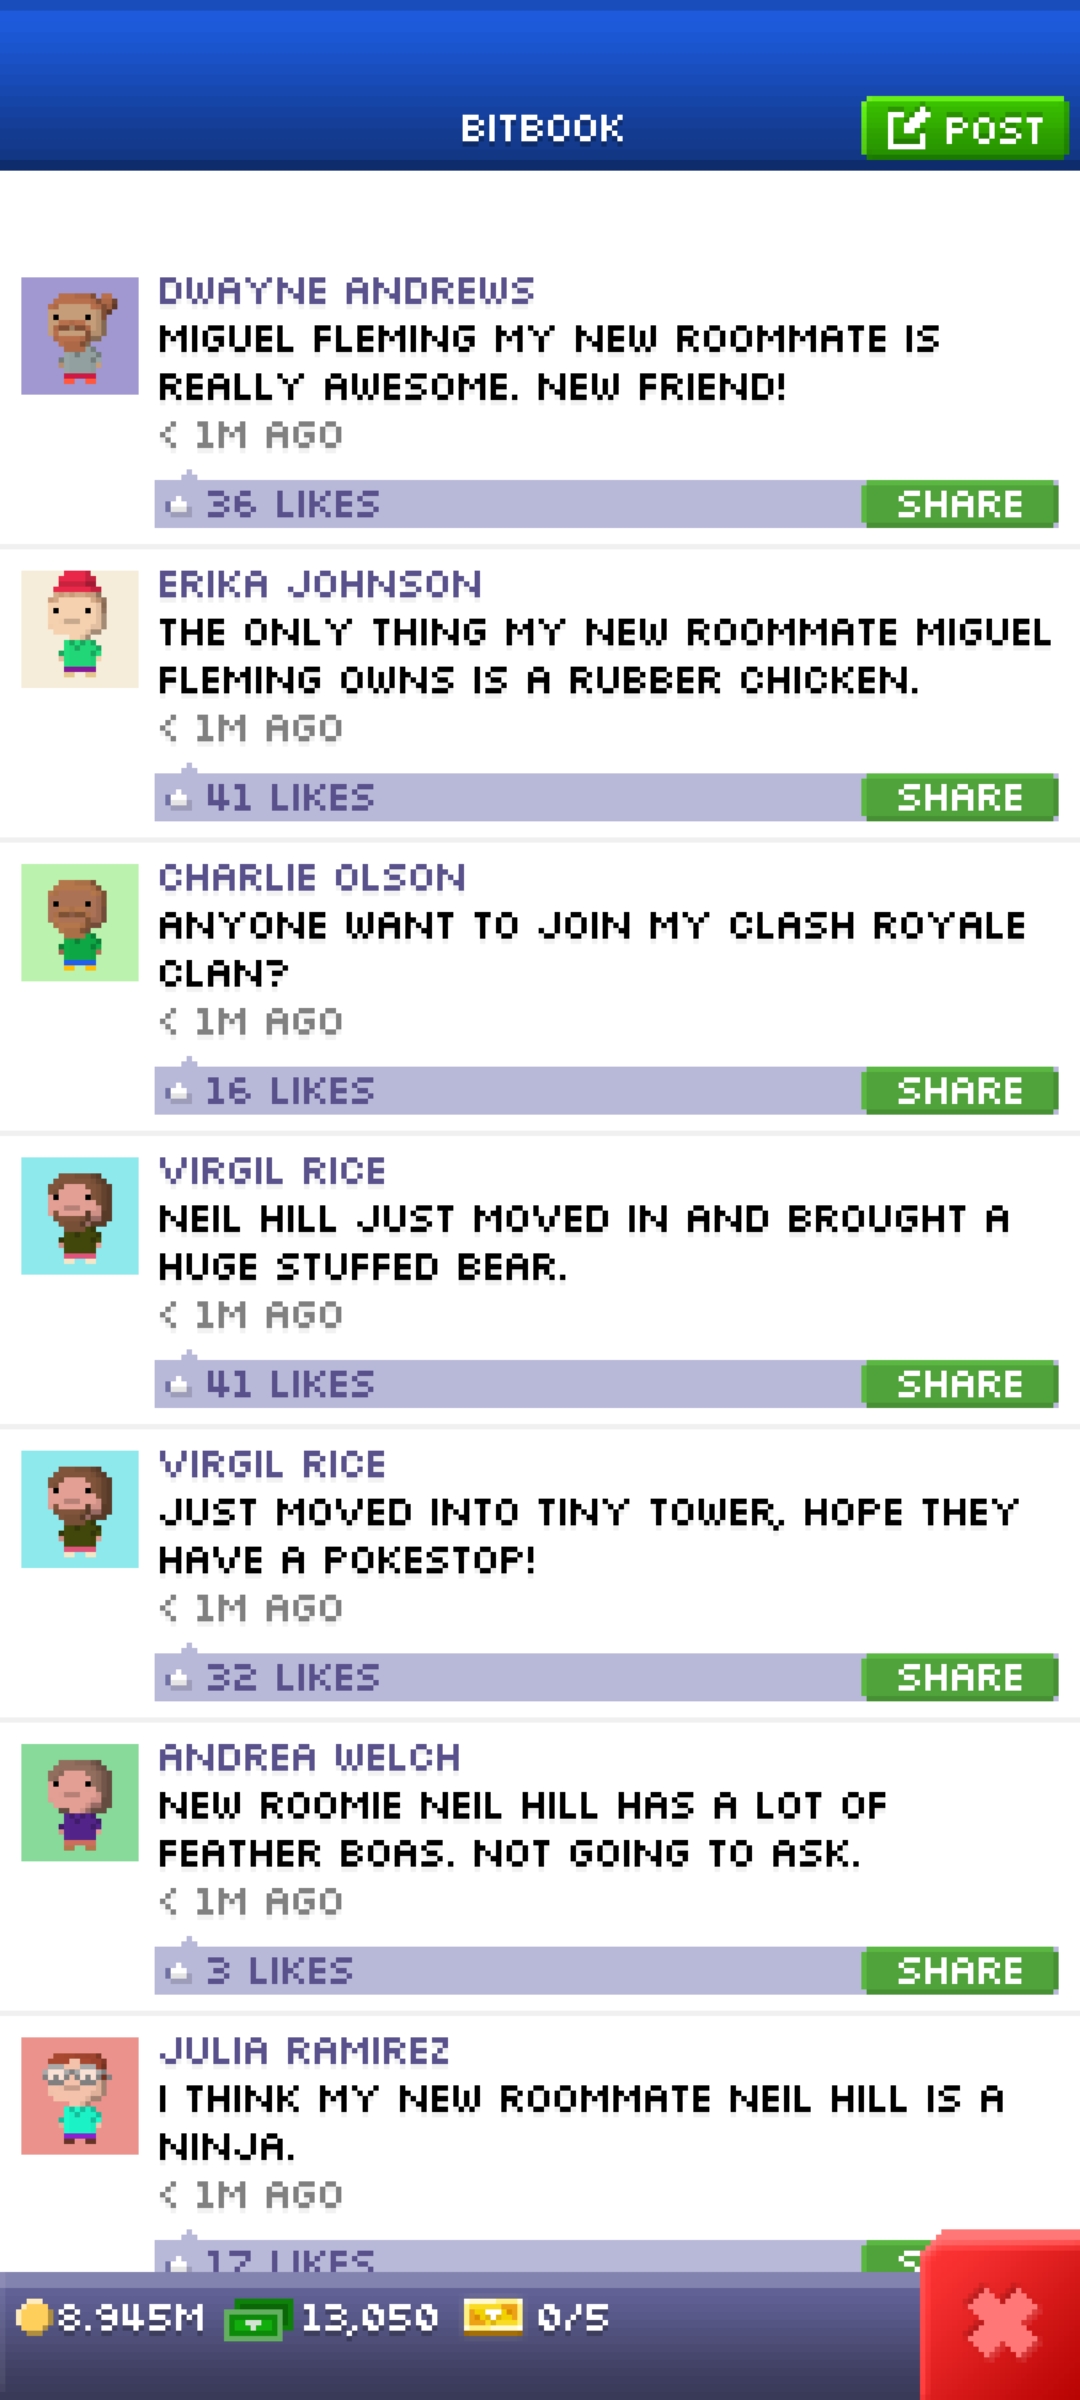 BITBOOK
POST
DWAYNE ANDREWS
MIGUEL FLEMING MY NEW ROOMMATE IS
REALLY AWESOME. NEW FRIEND!
< 1M AGO
36 LIKES
SHARE
ERIKA JOHNSON
THE ONLY THING MY NEW ROOMMATE MIGUEL
FLEMING OWNS IS A RUBBER CHICKEN.
< 1M AGO
41 LIKES
SHARE
CHARLIE OLSON
ANYONE WANT TO JOIN MY CLASH ROYALE
CLAN?
< 1M AGO
16 LIKES
SHARE
VIRGIL RICE
NEIL HILL JUST MOVED IN AND BROUGHT A
HUGE STUFFED BEAR.
< 1M AGO
41 LIKES
SHARE
VIRGIL RICE
JUST MOVED INTO TINY TOWER, HOPE THEY
HAVE A POKESTOP!
< 1M AGO
32 LIKES
SHARE
ANDREA WELCH
NEW ROOMIE NEIL HILL HAS A LOT OF
FEATHER BOAS. NOT GOING TO ASK.
< 1M AGO
3 LIKES
SHARE
JULIA RAMIREZ
I THINK MY NEW ROOMMATE NEIL HILL IS A
NINJA.
< 1M AGO
17 LIKES
8.945M
13,050
0/5